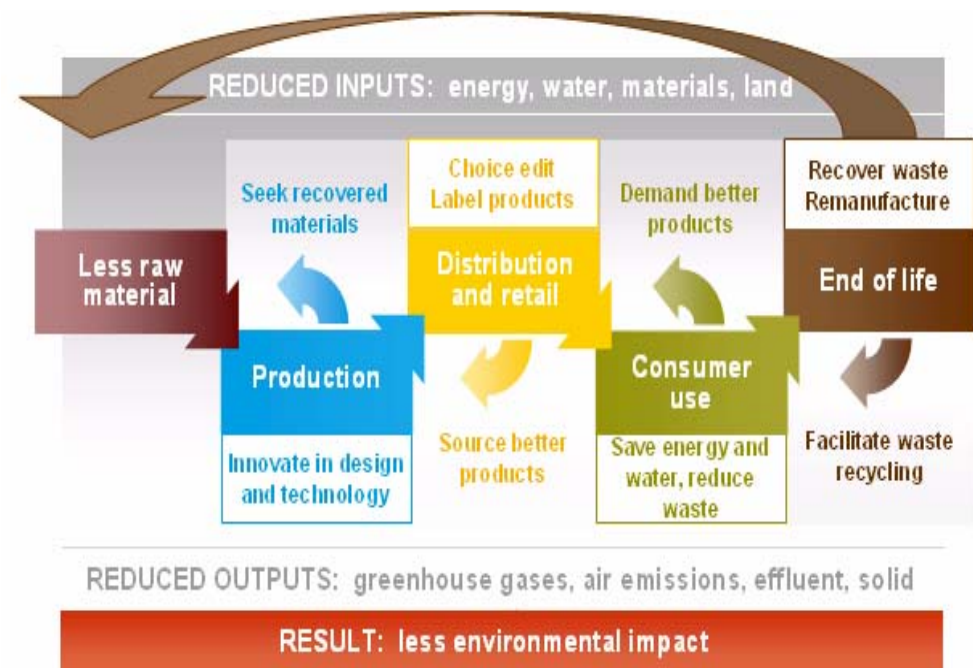 REDUCED INPUTS: energy, water, materials, land
Seek recovered
materials
Choice edit
Label products
Demand better
products
Recover waste
Remanufacture
Less raw
material
Distribution
and retail
End of life
Production
Consumer
use
Innovate in design
and technology
Source better
products
Save energy and
water, reduce
waste
Facilitate waste
recycling
REDUCED OUTPUTS: greenhouse gases, air emissions, effluent, solid
RESULT: less environmental impact